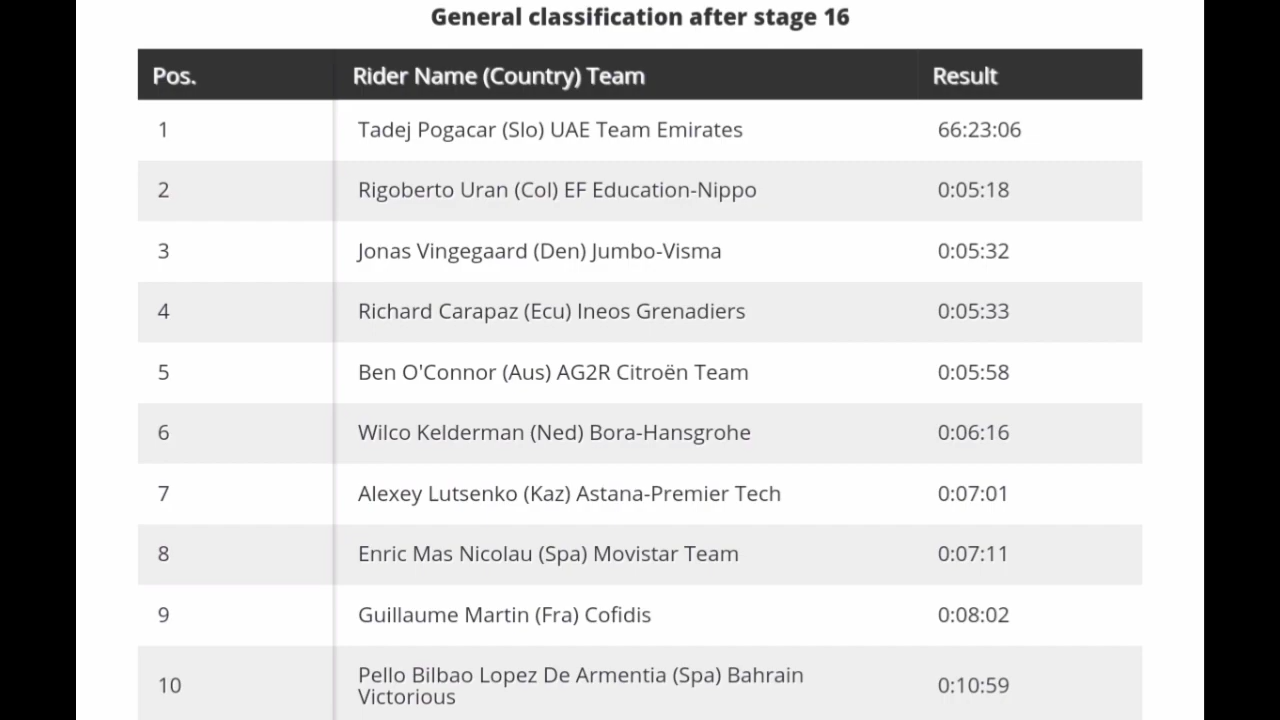 General classification after stage 16
Pos. Rider Name (Country) Team Result
1 Tadej Pogacar (Slo) UAE Team Emirates 66:23:06
2 Rigoberto Uran (Col) EF Education-Nippo 0:05:18
3 Jonas Vingegaard (Den) Jumbo-Visma 0:05:32
4 Richard Carapaz (Ecu) Ineos Grenadiers 0:05:33
5 Ben O'Connor (Aus) AG2R Citroën Team 0:05:58
6 Wilco Kelderman (Ned) Bora-Hansgrohe 0:06:16
7 Alexey Lutsenko (Kaz) Astana-Premier Tech 0:07:01
8 Enric Mas Nicolau (Spa) Movistar Team 0:07:11
9 Guillaume Martin (Fra) Cofidis 0:08:02
10 Pello Bilbao Lopez De Armentia (Spa) Bahrain 0:10:59
Victorious